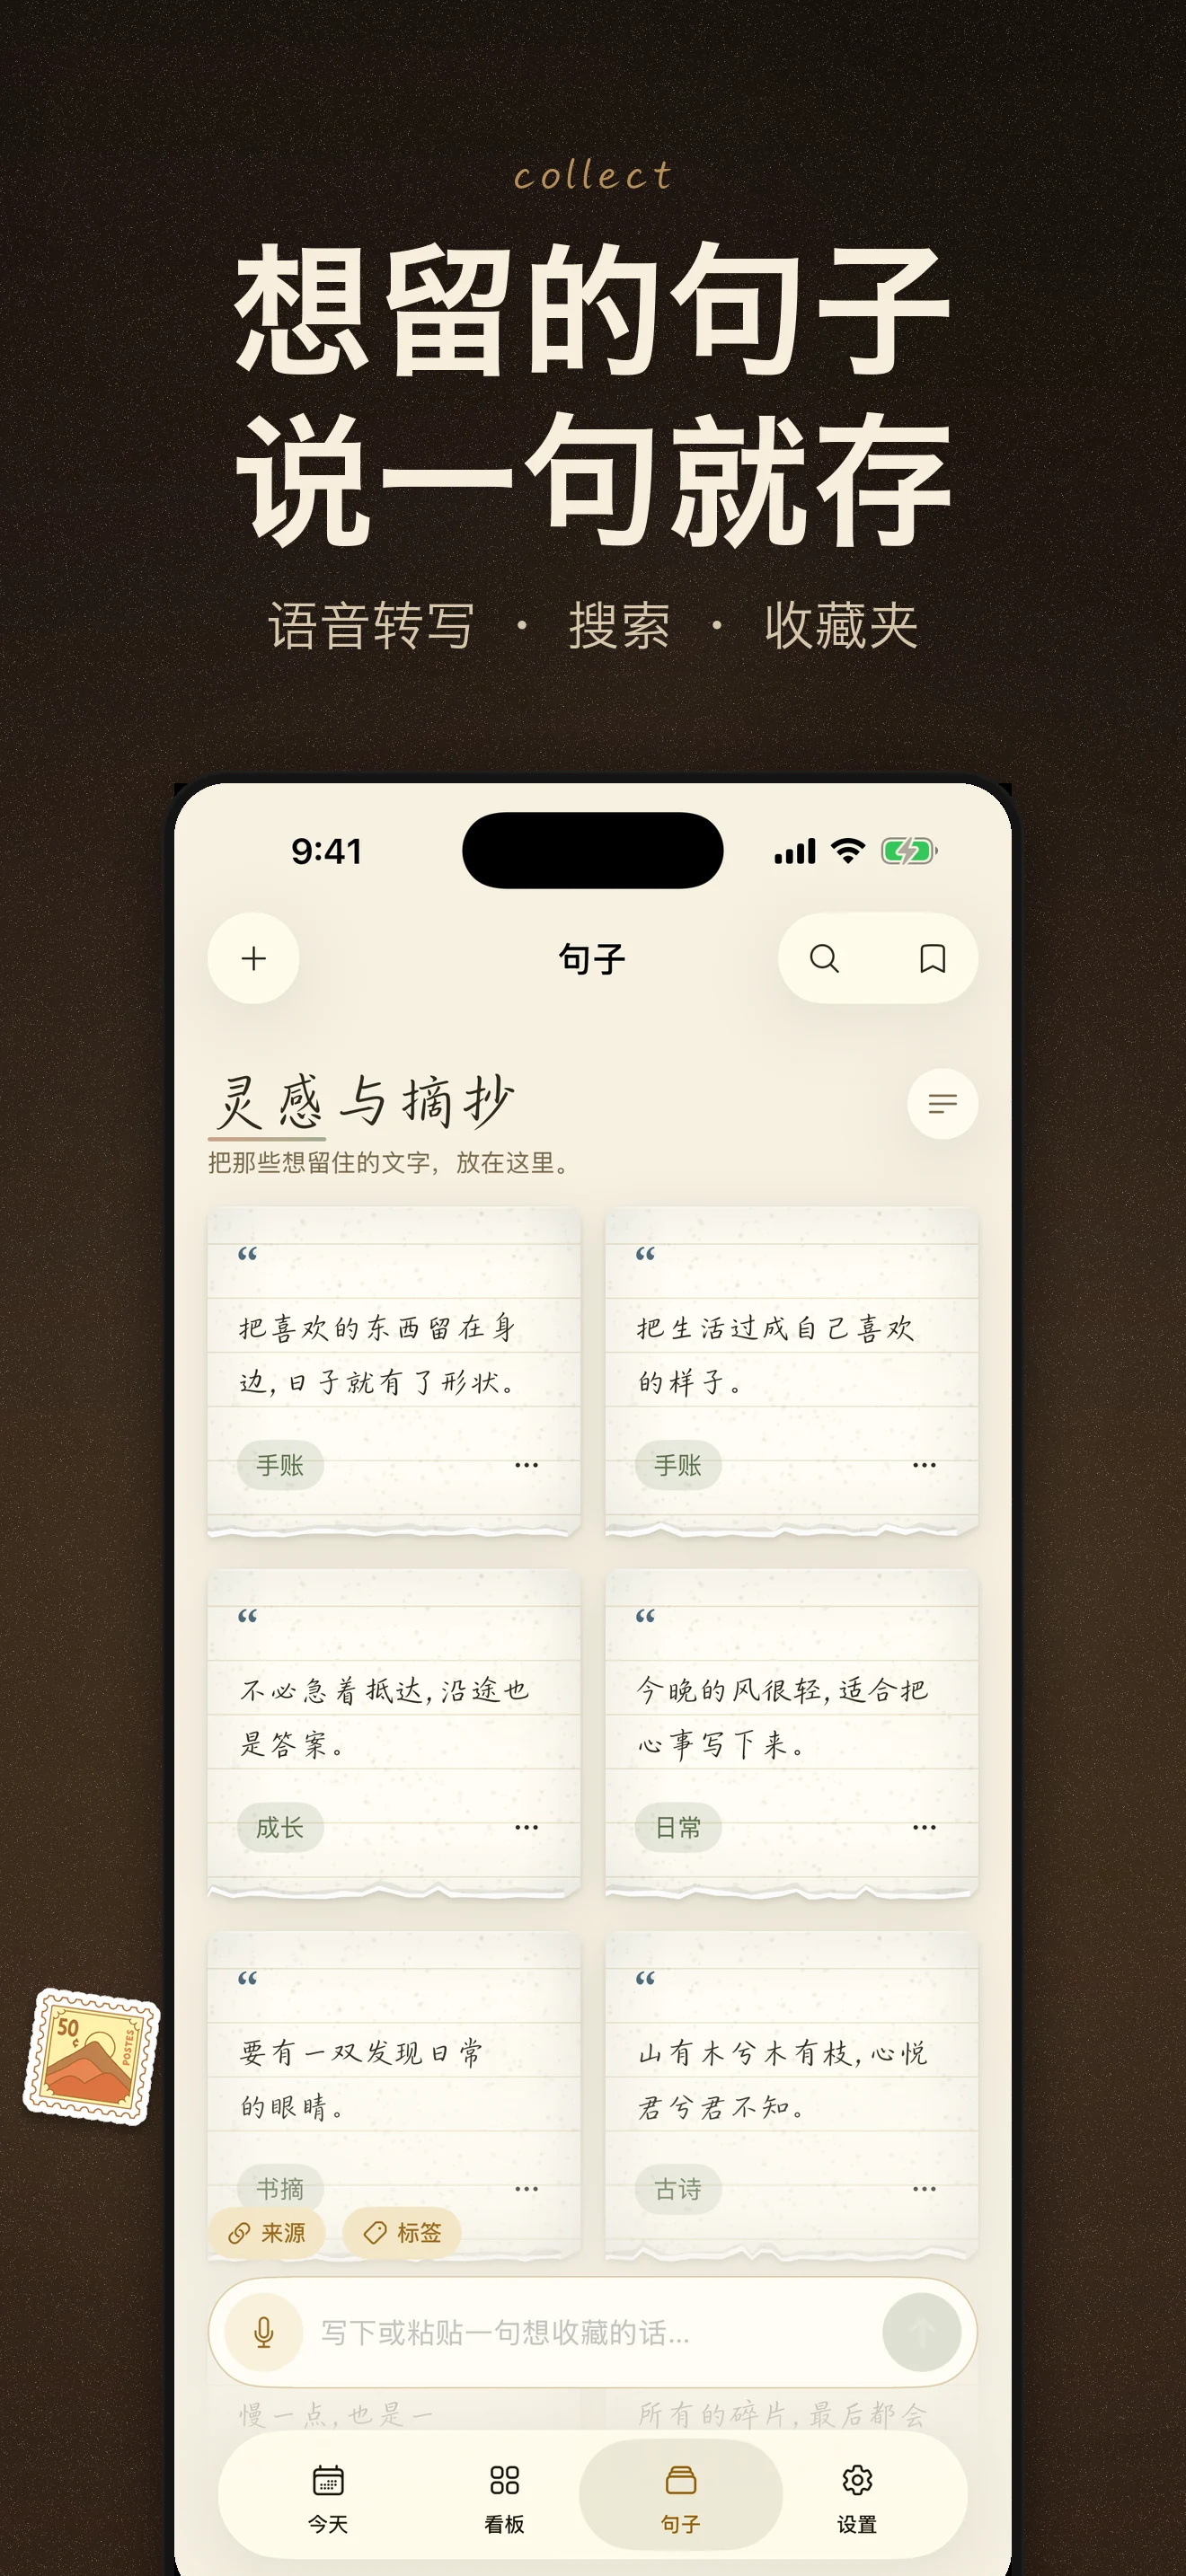 collect
想留的句子
说一句就存
语音转写 · 搜索 · 收藏夹
9:41
句子
灵感与摘抄
把那些想留住的文字，放在这里。
“
把喜欢的东西留在身
边,日子就有了形状。
手账
“
把生活过成自己喜欢
的样子。
手账
“
不必急着抵达,沿途也
是答案。
成长
“
今晚的风很轻,适合把
心事写下来。
日常
“
要有一双发现日常
的眼睛。
书摘
“
山有木兮木有枝,心悦
君兮君不知。
古诗
50
¢
POSTES
来源
标签
写下或粘贴一句想收藏的话...
慢一点,也是一
所有的碎片,最后都会
今天
看板
句子
设置